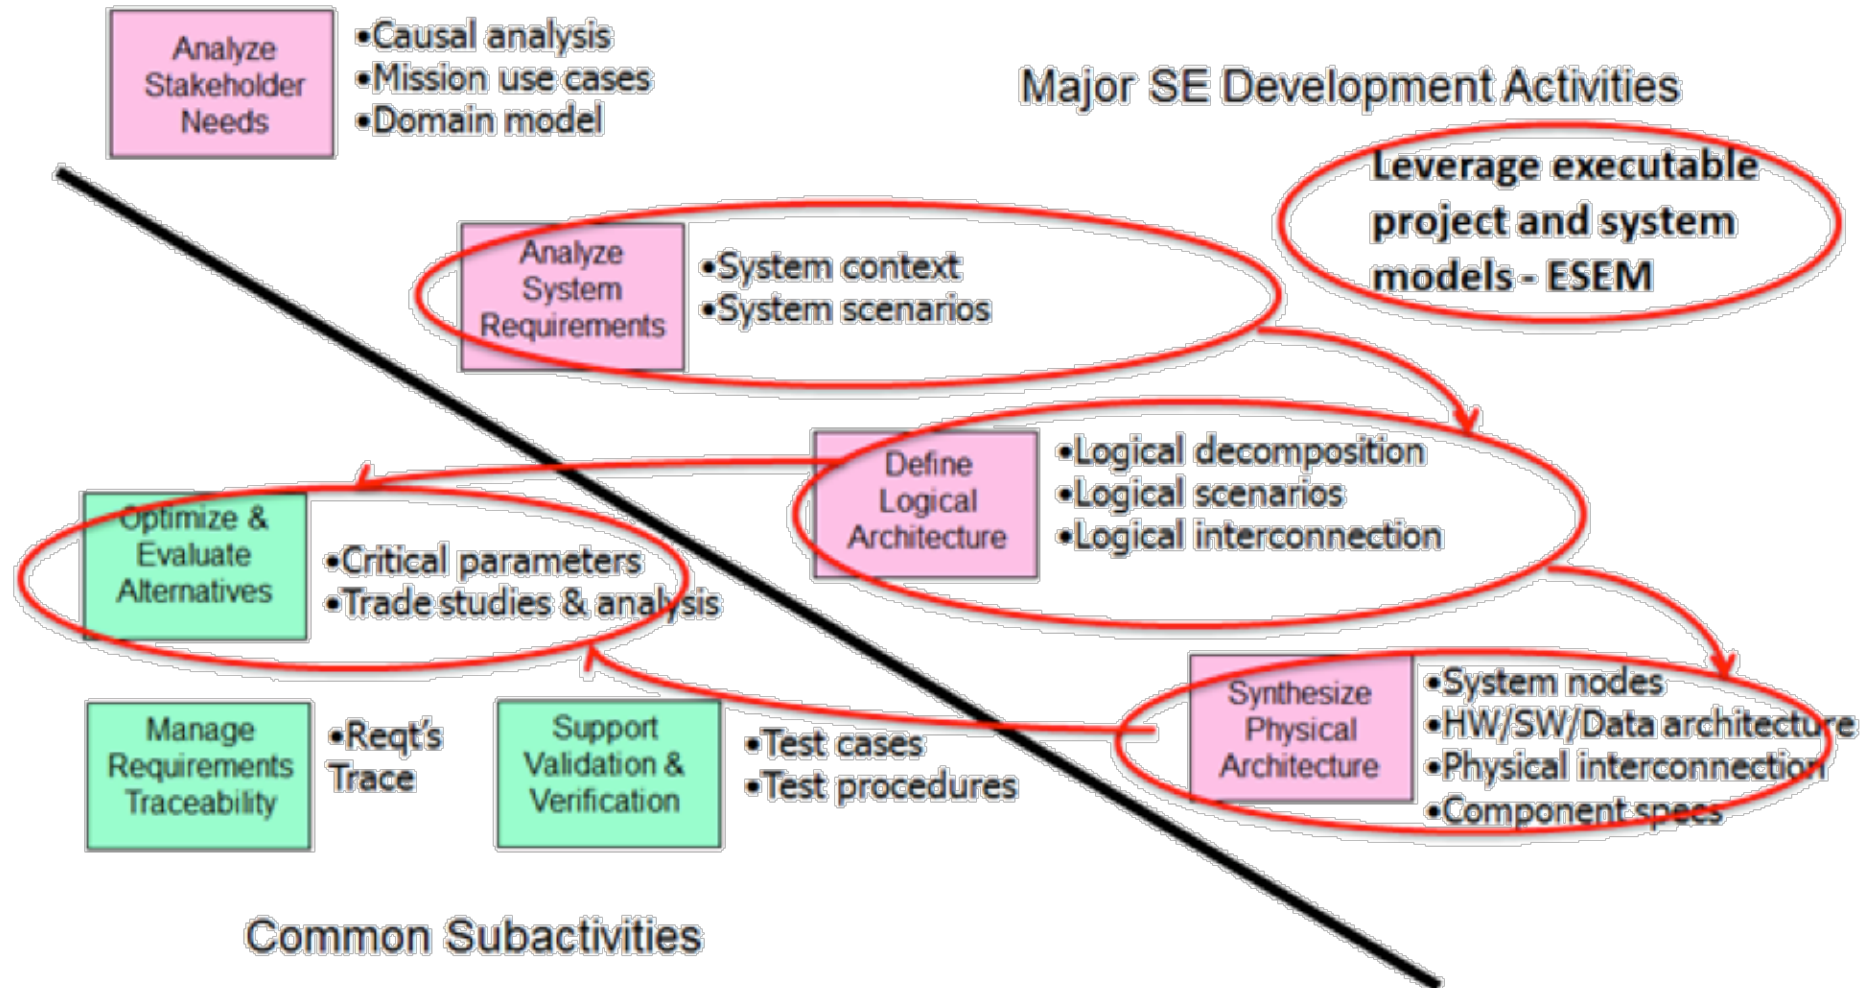 Analyze
Stakeholder
Needs
•Causal analysis
•Mission use cases
•Domain model
Major SE Development Activities
Leverage executable
project and system
models - ESEM
Analyze
System
Requirements
•System context
•System scenarios
Define
Logical
Architecture
•Logical decomposition
•Logical scenarios
•Logical interconnection
Optimize &
Evaluate
Alternatives
•Critical parameters
•Trade studies & analysis
Synthesize
Physical
Architecture
•System nodes
•HW/SW/Data architecture
•Physical interconnection
•Component specs
Manage
Requirements
Traceability
•Reqt's
Trace
Support
Validation &
Verification
•Test cases
•Test procedures
Common Subactivities